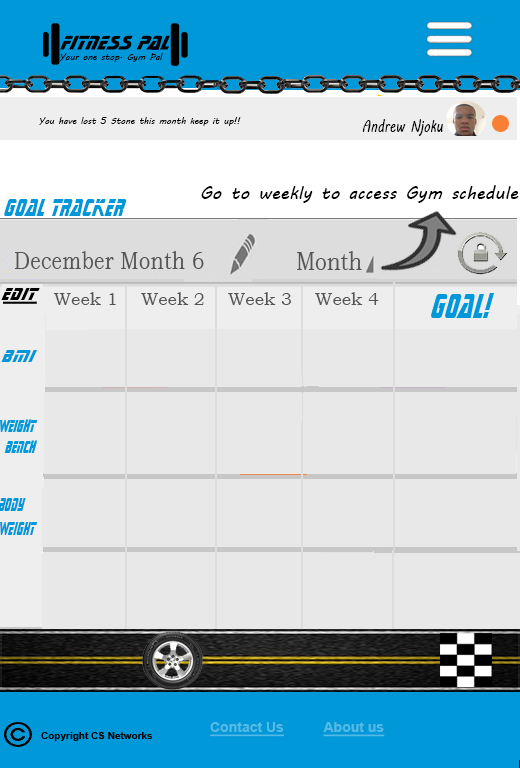 FITNESS PAL
Your one stop. Gym Pal
You have lost 5 Stone this month keep it up!!
Andrew Njoku
Go to weekly to access Gym schedule
GOAL TRACKER
December Month 6
Month
EDIT
Week 1
Week 2
Week 3
Week 4
GOAL!
BMI
WEIGHT
BENCH
BODY
WEIGHT
© Copyright CS Networks
Contact Us
About us